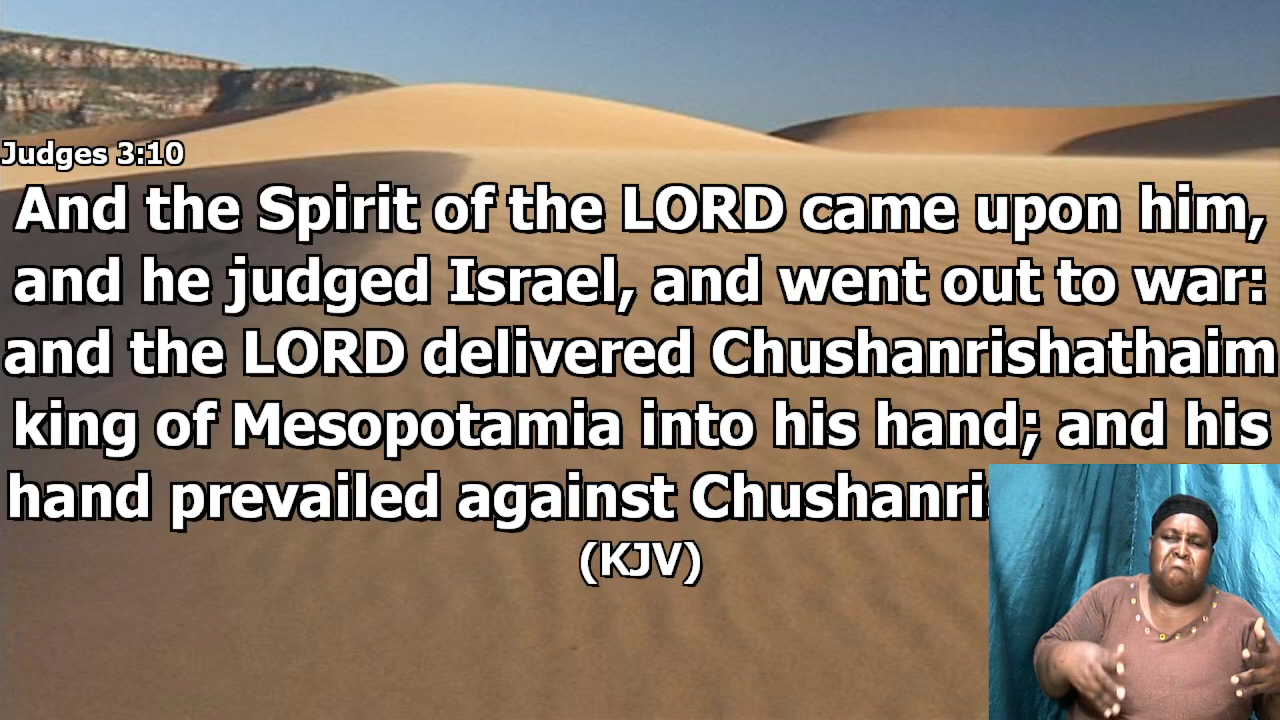 Judges 3:10
And the Spirit of the LORD came upon him,
and he judged Israel, and went out to war:
and the LORD delivered Chushanrishathaim
king of Mesopotamia into his hand; and his
hand prevailed against
(KJV)